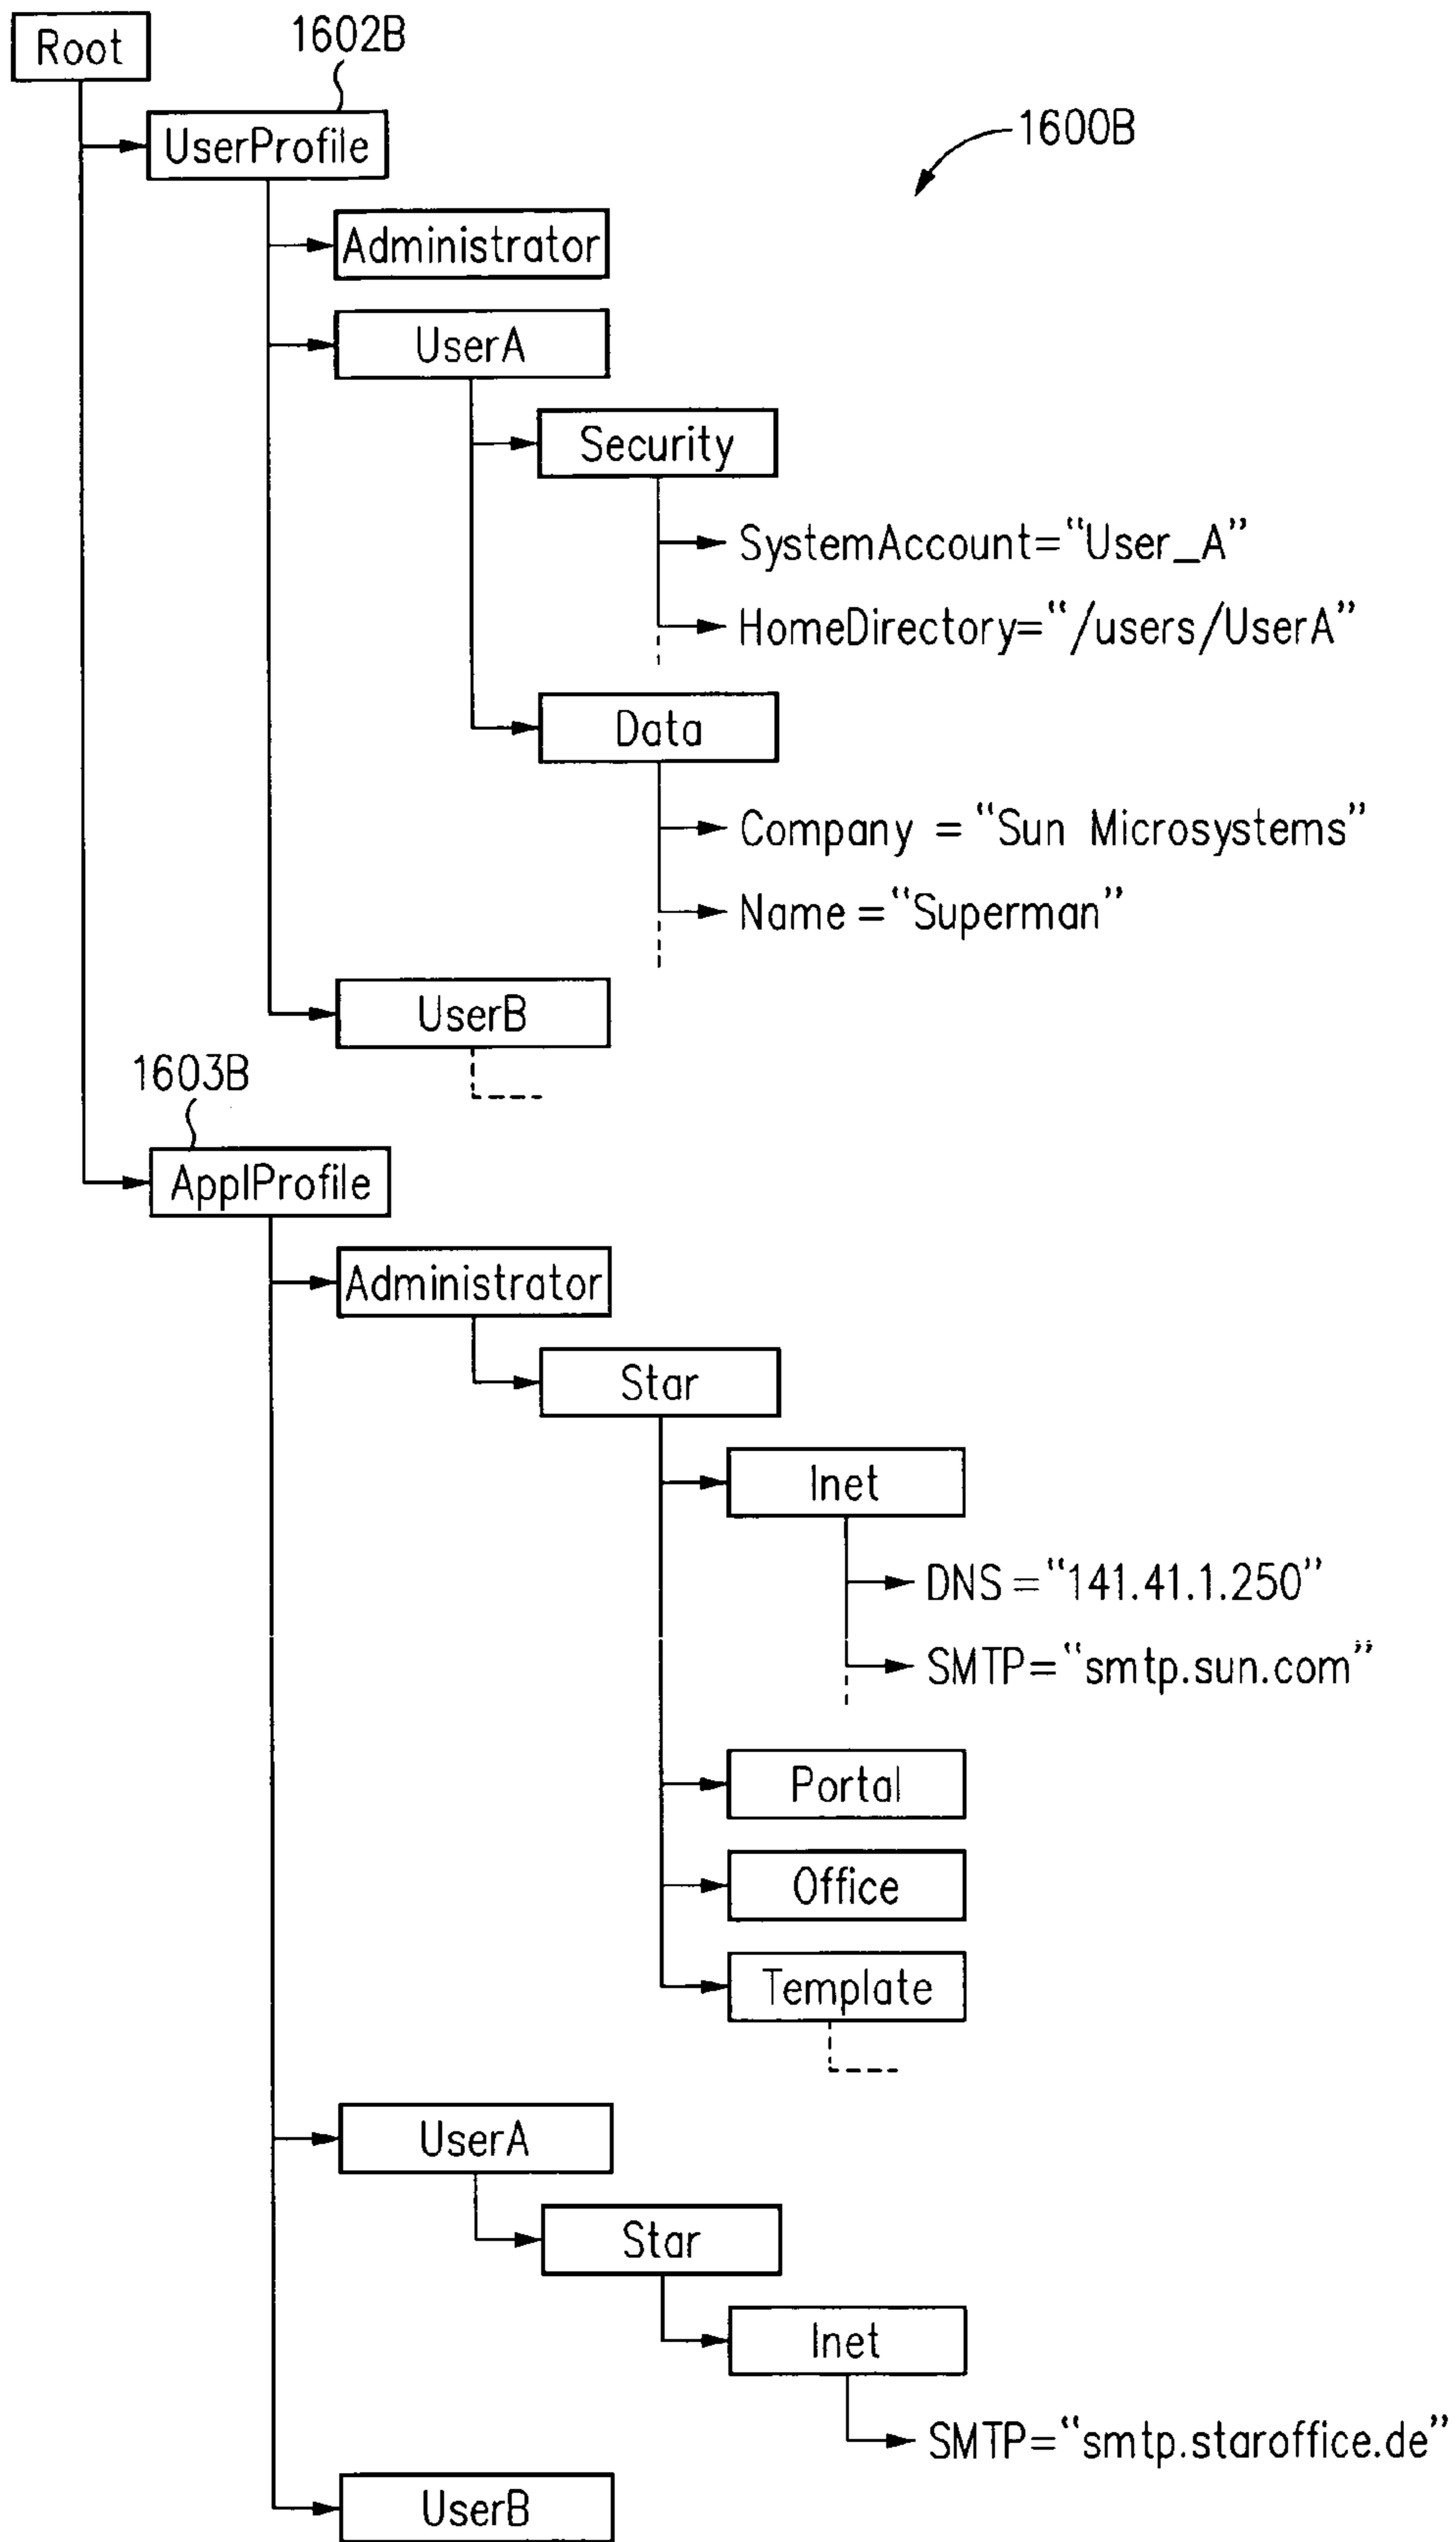 Root
1602B
UserProfile
1600B
Administrator
UserA
Security
SystemAccount="User_A"
HomeDirectory="/users/UserA"
Data
Company = "Sun Microsystems"
Name = "Superman"
UserB
1603B
ApplProfile
Administrator
Star
Inet
DNS = "141.41.1.250"
SMTP="smtp.sun.com"
Portal
Office
Template
UserA
Star
Inet
SMTP="smtp.staroffice.de"
UserB